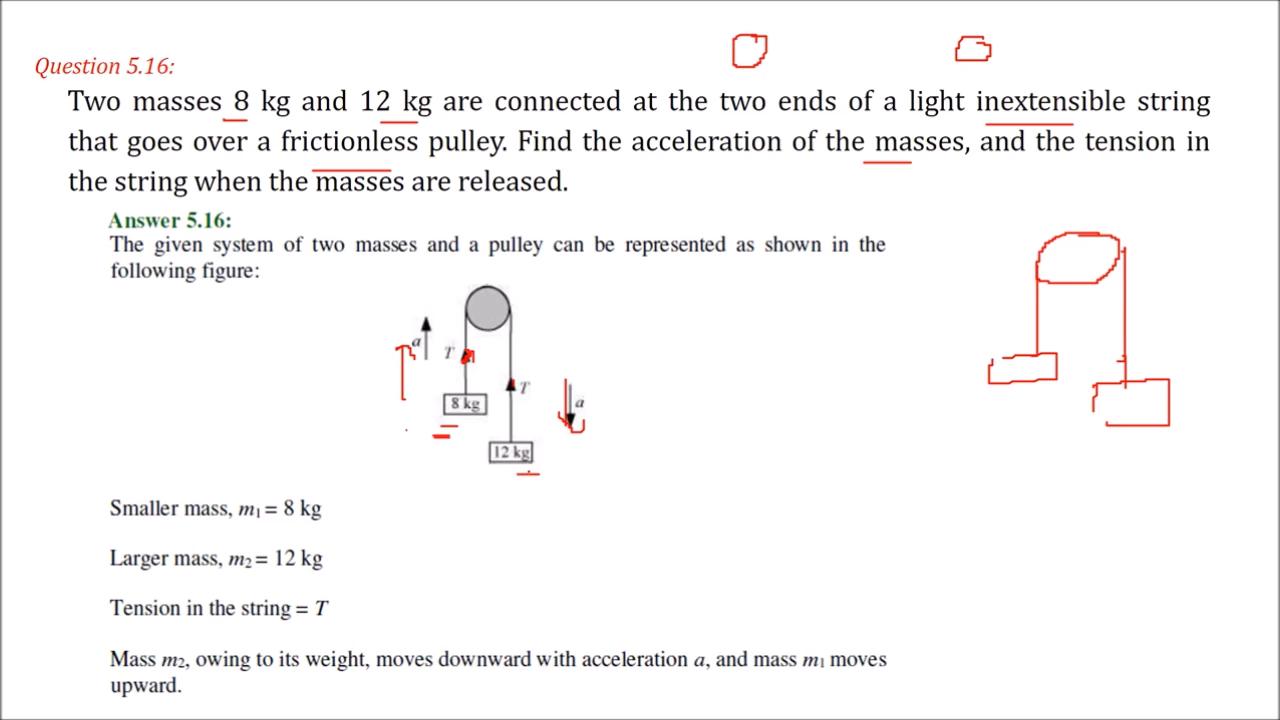 Question 5.16:
Two masses 8 kg and 12 kg are connected at the two ends of a light inextensible string
that goes over a frictionless pulley. Find the acceleration of the masses, and the tension in
the string when the masses are released.
Answer 5.16:
The given system of two masses and a pulley can be represented as shown in the
following figure:
a
T
T
a
8 kg
12 kg
Smaller mass, m₁ = 8 kg
Larger mass, m₂ = 12 kg
Tension in the string = T
Mass m₂, owing to its weight, moves downward with acceleration a, and mass m₁ moves
upward.